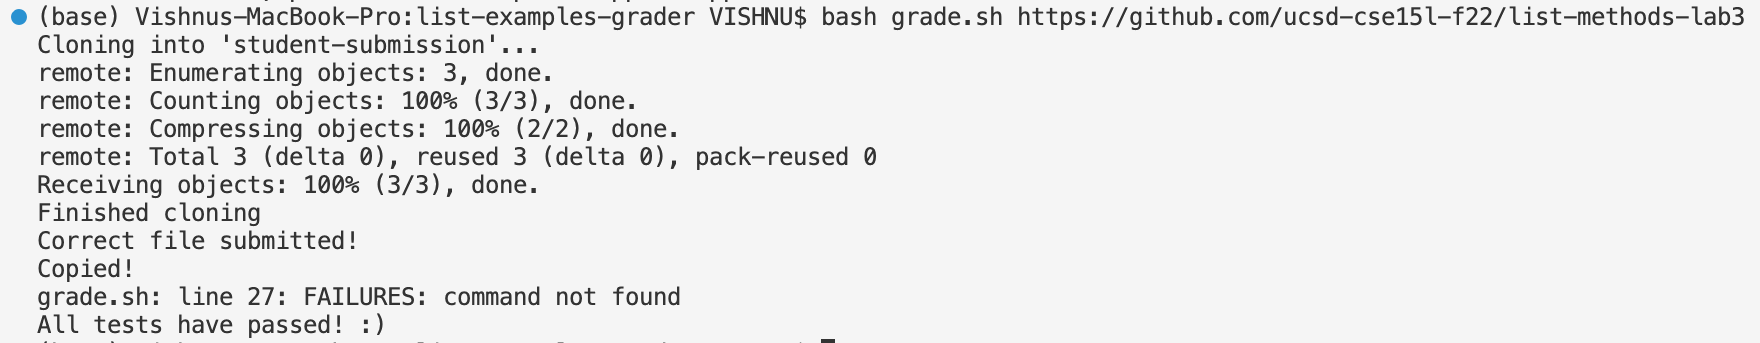 (base) Vishnus-MacBook-Pro:list-examples-grader VISHNU$ bash grade.sh https://github.com/ucsd-cse15l-f22/list-methods-lab3
Cloning into 'student-submission'...
remote: Enumerating objects: 3, done.
remote: Counting objects: 100% (3/3), done.
remote: Compressing objects: 100% (2/2), done.
remote: Total 3 (delta 0), reused 3 (delta 0), pack-reused 0
Receiving objects: 100% (3/3), done.
Finished cloning
Correct file submitted!
Copied!
grade.sh: line 27: FAILURES: command not found
All tests have passed! :)